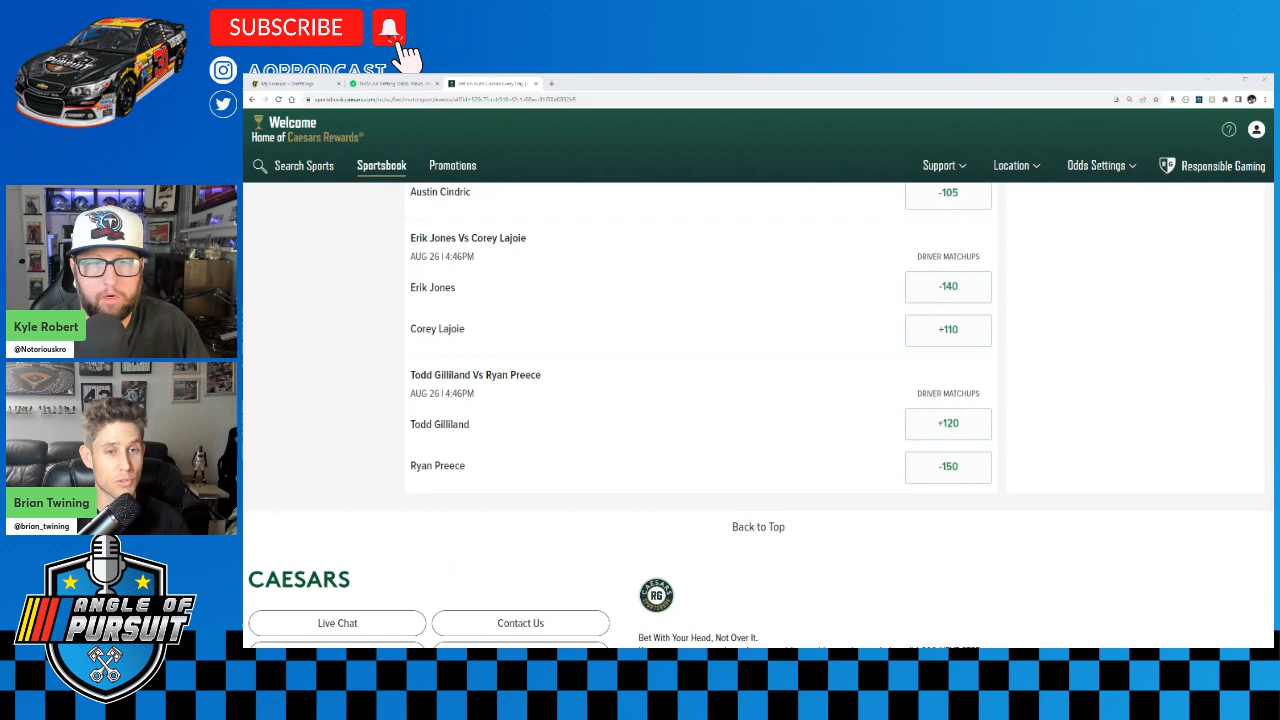 SUBSCRIBE
AOPPODCAST
Welcome
Home of Caesars Rewards®
Search Sports
Sportsbook
Promotions
Support
Location
Odds Settings
RG
Responsible Gaming
Austin Cindric
-105
Erik Jones Vs Corey Lajoie
AUG 26 | 4:46PM
DRIVER MATCHUPS
Erik Jones
-140
Corey Lajoie
+110
Todd Gilliland Vs Ryan Preece
AUG 26 | 4:46PM
DRIVER MATCHUPS
Todd Gilliland
+120
Ryan Preece
-150
Back to Top
CAESARS
Live Chat
Contact Us
RG
Bet With Your Head, Not Over It.
Kyle Robert
@Notoriouskro
Brian Twining
@brian_twining
ANGLE OF
PURSUIT